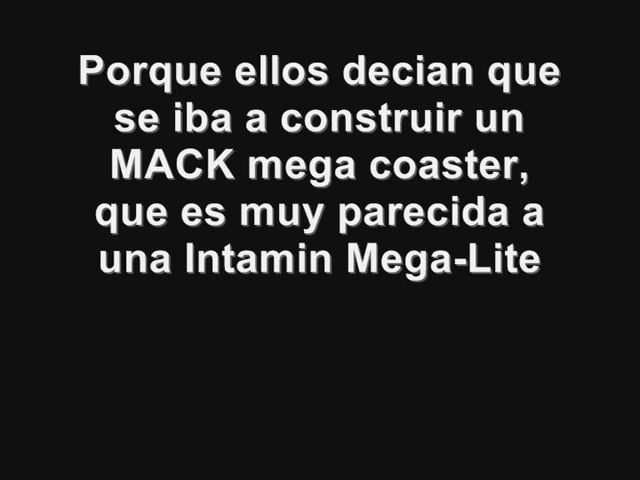 Porque ellos decian que
se iba a construir un
MACK mega coaster,
que es muy parecida a
una Intamin Mega-Lite